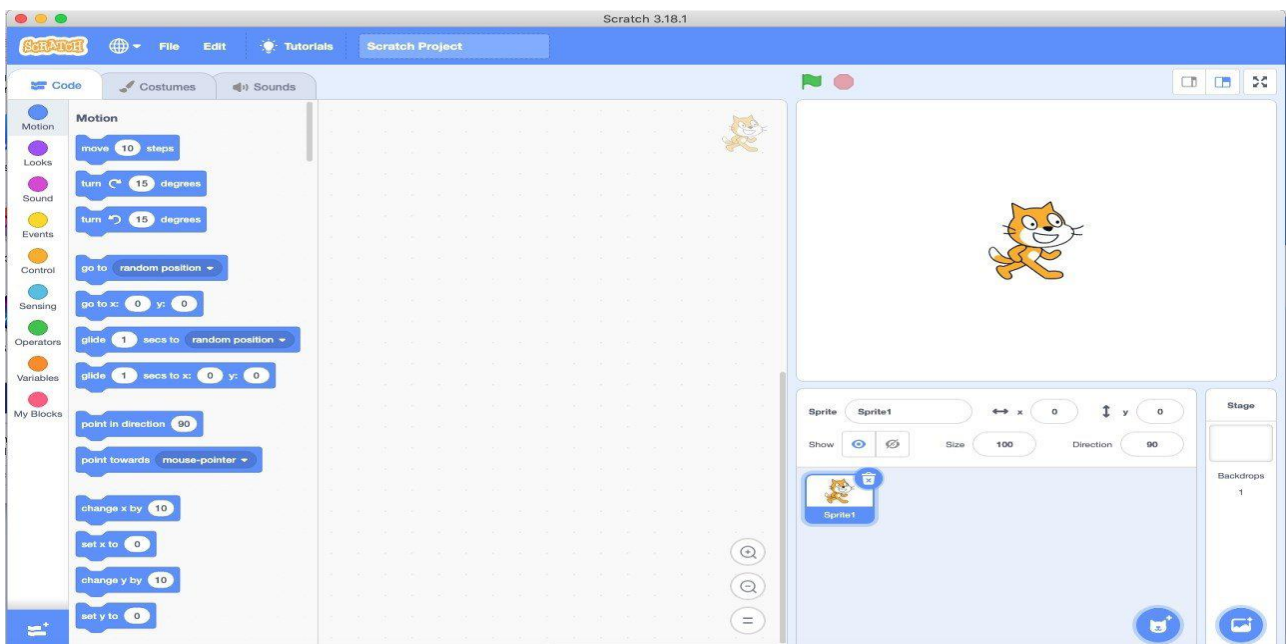 Scratch 3.18.1
SCRATCH File Edit Tutorials Scratch Project
Code Costumes Sounds
Motion
Looks
Sound
Events
Control
Sensing
Operators
Variables
My Blocks
Motion
move 10 steps
turn 15 degrees
turn 15 degrees
go to random position
go to x: 0 y: 0
glide 1 secs to random position
glide 1 secs to x: 0 y: 0
point in direction 90
point towards mouse-pointer
change x by 10
set x to 0
change y by 10
set y to 0
Sprite Sprite1 x 0 y 0
Show Size 100 Direction 90
Sprite1
Stage
Backdrops
1